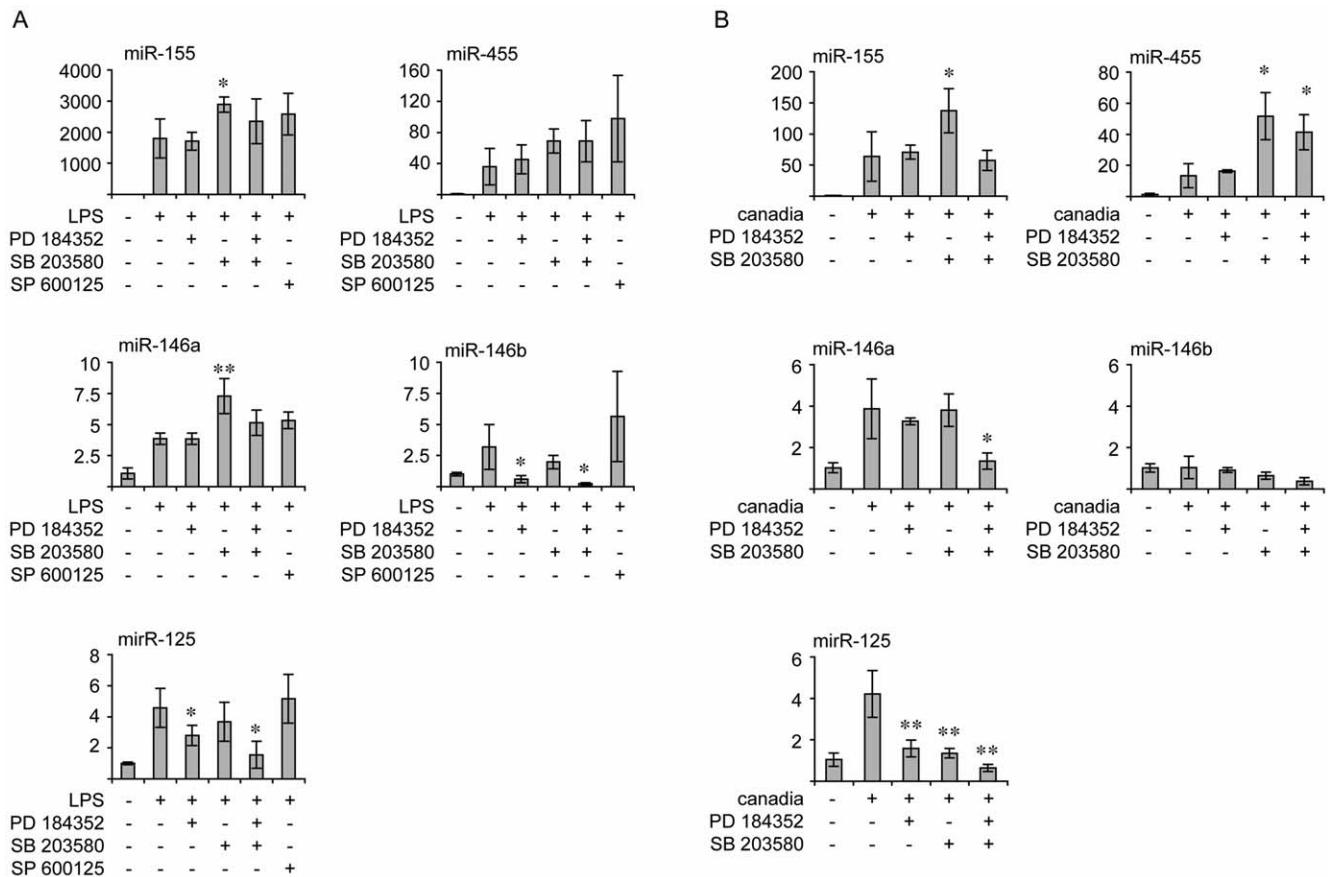 A
miR-155
4000
3000
2000
1000
*
LPS - + + + + +
PD 184352 - - + - + -
SB 203580 - - - + + -
SP 600125 - - - - - +
miR-455
160
120
80
40
LPS - + + + + +
PD 184352 - - + - + -
SB 203580 - - - + + -
SP 600125 - - - - - +
miR-146a
10
7.5
5
2.5
**
LPS - + + + + +
PD 184352 - - + - + -
SB 203580 - - - + + -
SP 600125 - - - - - +
miR-146b
10
7.5
5
2.5
* *
LPS - + + + + +
PD 184352 - - + - + -
SB 203580 - - - + + -
SP 600125 - - - - - +
mirR-125
8
6
4
2
* *
LPS - + + + + +
PD 184352 - - + - + -
SB 203580 - - - + + -
SP 600125 - - - - - +
B
miR-155
200
150
100
50
*
canadia - + + + +
PD 184352 - - + - +
SB 203580 - - - + +
miR-455
80
60
40
20
* *
canadia - + + + +
PD 184352 - - + - +
SB 203580 - - - + +
miR-146a
6
4
2
*
canadia - + + + +
PD 184352 - - + - +
SB 203580 - - - + +
miR-146b
6
4
2
canadia - + + + +
PD 184352 - - + - +
SB 203580 - - - + +
mirR-125
6
4
2
** ** **
canadia - + + + +
PD 184352 - - + - +
SB 203580 - - - + +